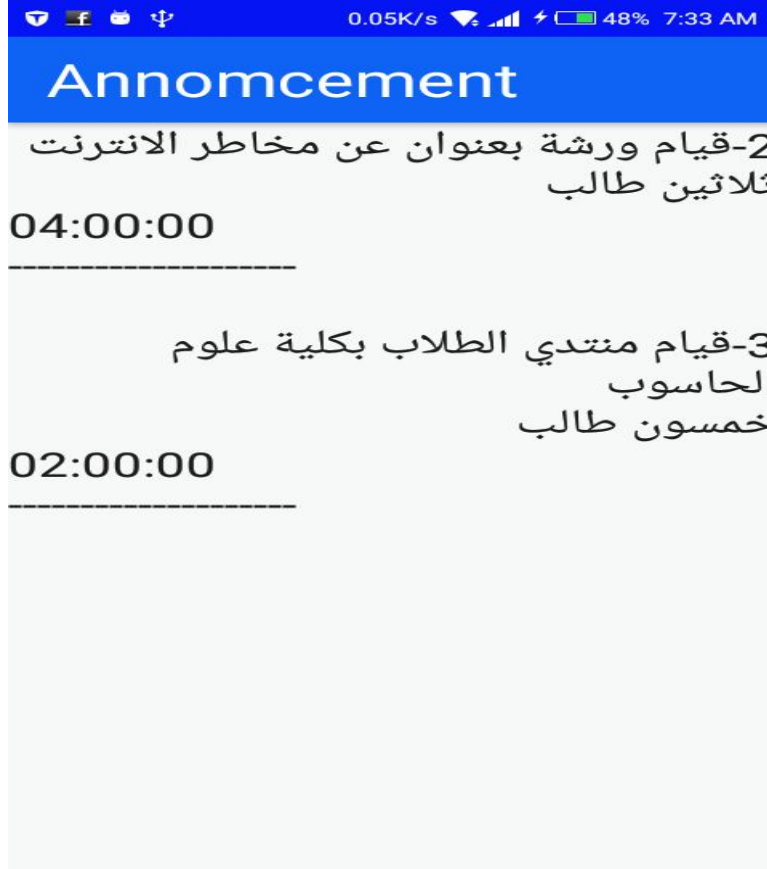 0.05K/s 48% 7:33 AM
Annomcement
2-قيام ورشة بعنوان عن مخاطر الانترنت
ثلاثين طالب
04:00:00
--------------------
3-قيام منتدي الطلاب بكلية علوم
الحاسوب
خمسون طالب
02:00:00
--------------------